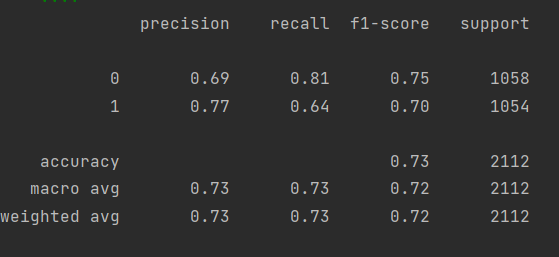 precision recall f1-score support
0 0.69 0.81 0.75 1058
1 0.77 0.64 0.70 1054
accuracy 0.73 2112
macro avg 0.73 0.73 0.72 2112
weighted avg 0.73 0.73 0.72 2112